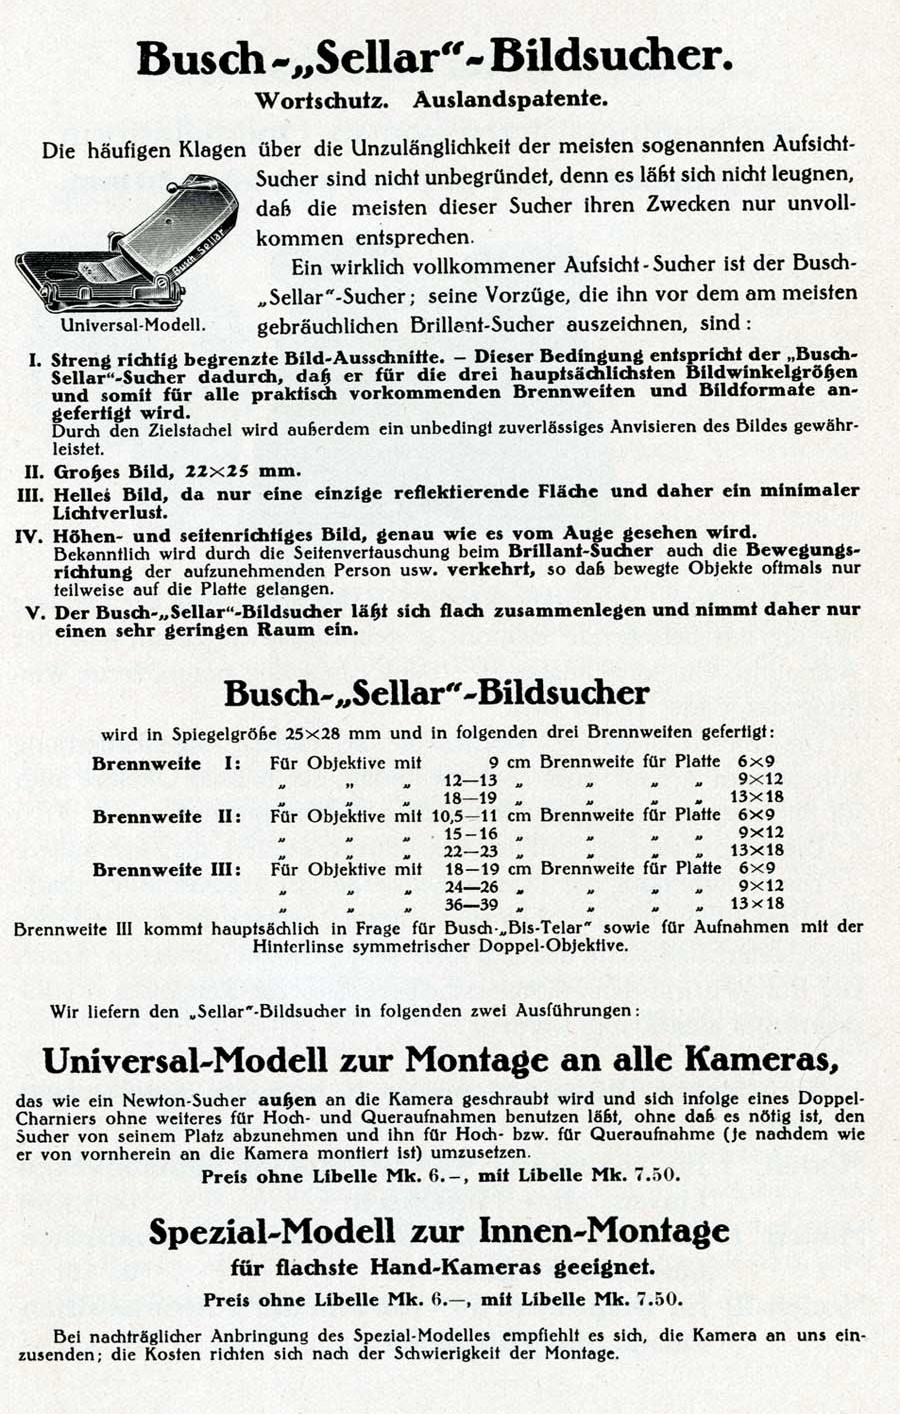 Busch-„Sellar“-Bildsucher.
Wortschutz. Auslandspatente.
Die häufigen Klagen über die Unzulänglichkeit der meisten sogenannten Aufsicht-
Sucher sind nicht unbegründet, denn es läßt sich nicht leugnen,
daß die meisten dieser Sucher ihren Zwecken nur unvoll-
kommen entsprechen.
Ein wirklich vollkommener Aufsicht-Sucher ist der Busch-
„Sellar“-Sucher; seine Vorzüge, die ihn vor dem am meisten
gebräuchlichen Brillant-Sucher auszeichnen, sind:
Busch Sellar
Universal-Modell.
I. Streng richtig begrenzte Bild-Ausschnitte. — Dieser Bedingung entspricht der „Busch-
Sellar“-Sucher dadurch, daß er für die drei hauptsächlichsten Bildwinkelgrößen
und somit für alle praktisch vorkommenden Brennweiten und Bildformate an-
gefertigt wird.
Durch den Zielstachel wird außerdem ein unbedingt zuverlässiges Anvisieren des Bildes gewähr-
leistet.
II. Großes Bild, 22×25 mm.
III. Helles Bild, da nur eine einzige reflektierende Fläche und daher ein minimaler
Lichtverlust.
IV. Höhen- und seitenrichtiges Bild, genau wie es vom Auge gesehen wird.
Bekanntlich wird durch die Seitenvertauschung beim Brillant-Sucher auch die Bewegungs-
richtung der aufzunehmenden Person usw. verkehrt, so daß bewegte Objekte oftmals nur
teilweise auf die Platte gelangen.
V. Der Busch-„Sellar“-Bildsucher läßt sich flach zusammenlegen und nimmt daher nur
einen sehr geringen Raum ein.
Busch-„Sellar“-Bildsucher
wird in Spiegelgröße 25×28 mm und in folgenden drei Brennweiten gefertigt:
Brennweite I: Für Objektive mit 9 cm Brennweite für Platte 6×9
„ „ „ 12—13 „ „ „ „ 9×12
„ „ „ 18—19 „ „ „ „ 13×18
Brennweite II: Für Objektive mit 10,5—11 cm Brennweite für Platte 6×9
„ „ „ 15-16 „ „ „ „ 9×12
„ „ „ 22—23 „ „ „ „ 13×18
Brennweite III: Für Objektive mit 18—19 cm Brennweite für Platte 6×9
„ „ „ 24—26 „ „ „ „ 9×12
„ „ „ 36—39 „ „ „ „ 13×18
Brennweite III kommt hauptsächlich in Frage für Busch-„Bis-Telar“ sowie für Aufnahmen mit der
Hinterlinse symmetrischer Doppel-Objektive.
Wir liefern den „Sellar“-Bildsucher in folgenden zwei Ausführungen:
Universal-Modell zur Montage an alle Kameras,
das wie ein Newton-Sucher außen an die Kamera geschraubt wird und sich infolge eines Doppel-
Charniers ohne weiteres für Hoch- und Queraufnahmen benutzen läßt, ohne daß es nötig ist, den
Sucher von seinem Platz abzunehmen und ihn für Hoch- bzw. für Queraufnahme (je nachdem wie
er von vornherein an die Kamera montiert ist) umzusetzen.
Preis ohne Libelle Mk. 6.–, mit Libelle Mk. 7.50.
Spezial-Modell zur Innen-Montage
für flachste Hand-Kameras geeignet.
Preis ohne Libelle Mk. 6.—, mit Libelle Mk. 7.50.
Bei nachträglicher Anbringung des Spezial-Modelles empfiehlt es sich, die Kamera an uns ein-
zusenden; die Kosten richten sich nach der Schwierigkeit der Montage.